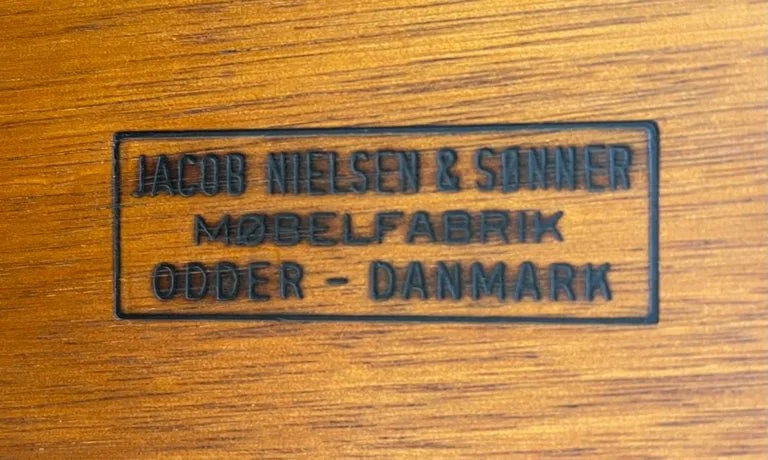 JACOB NIELSEN & SØNNER
MØBELFABRIK
ODDER - DANMARK